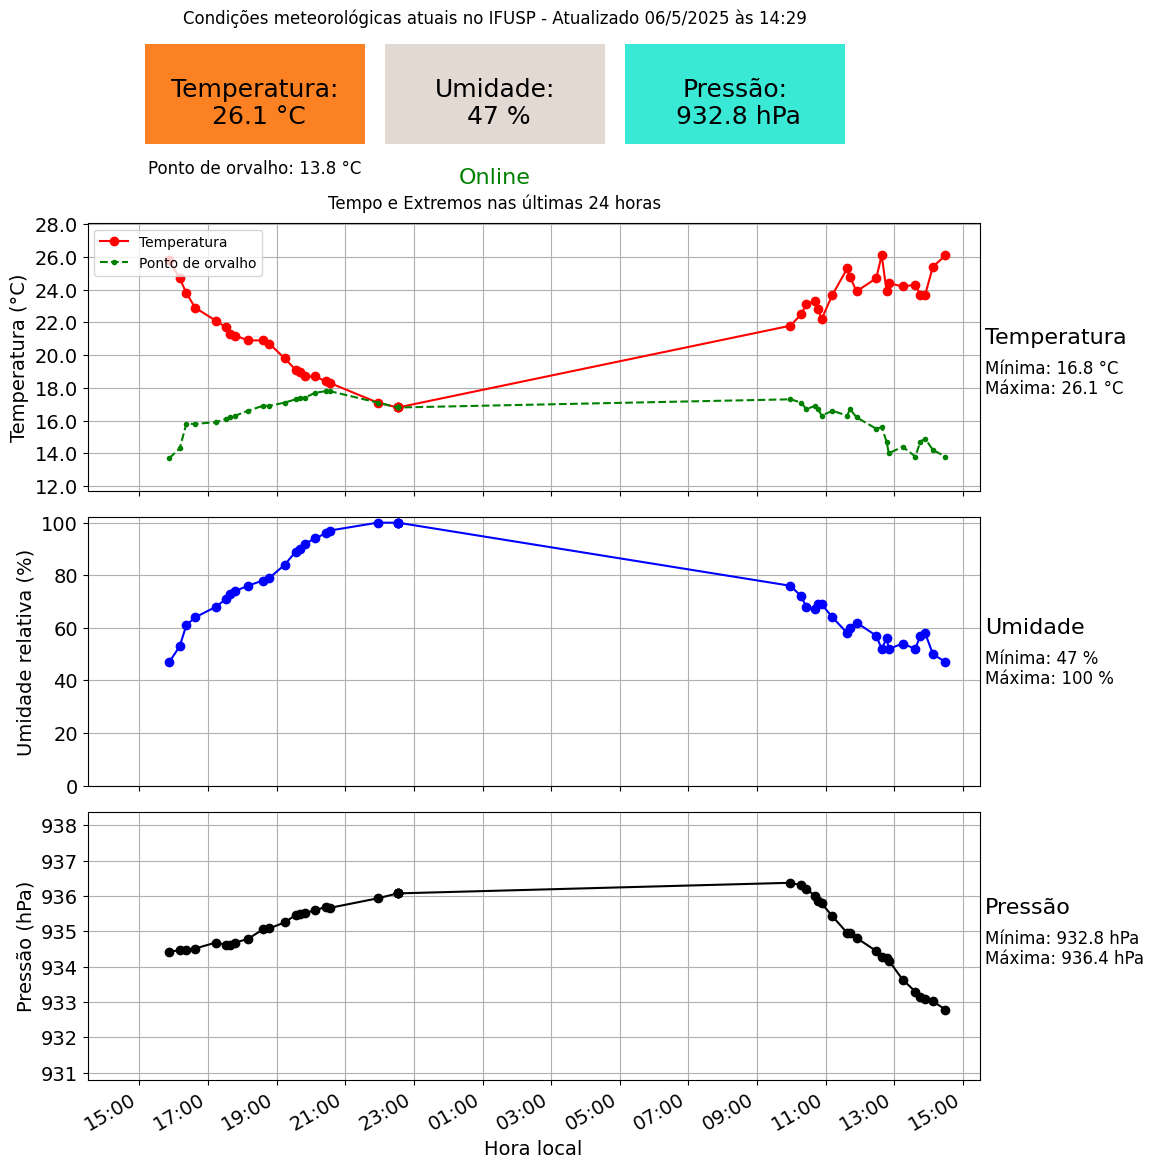 Condições meteorológicas atuais no IFUSP - Atualizado 06/5/2025 às 14:29
Temperatura:
26.1 °C
Umidade:
47 %
Pressão:
932.8 hPa
Ponto de orvalho: 13.8 °C
Online
Tempo e Extremos nas últimas 24 horas
Temperatura (°C)
28.0
26.0
24.0
22.0
20.0
18.0
16.0
14.0
12.0
Temperatura
Ponto de orvalho
Temperatura
Mínima: 16.8 °C
Máxima: 26.1 °C
Umidade relativa (%)
100
80
60
40
20
0
Umidade
Mínima: 47 %
Máxima: 100 %
Pressão (hPa)
938
937
936
935
934
933
932
931
Pressão
Mínima: 932.8 hPa
Máxima: 936.4 hPa
15:00 17:00 19:00 21:00 23:00 01:00 03:00 05:00 07:00 09:00 11:00 13:00 15:00
Hora local